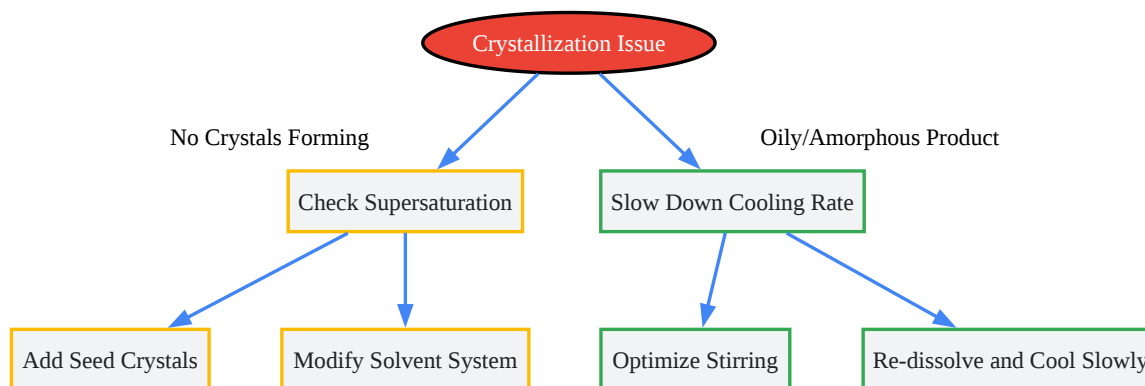 Crystallization Issue
No Crystals Forming
Oily/Amorphous Product
Check Supersaturation
Slow Down Cooling Rate
Add Seed Crystals
Modify Solvent System
Optimize Stirring
Re-dissolve and Cool Slowly